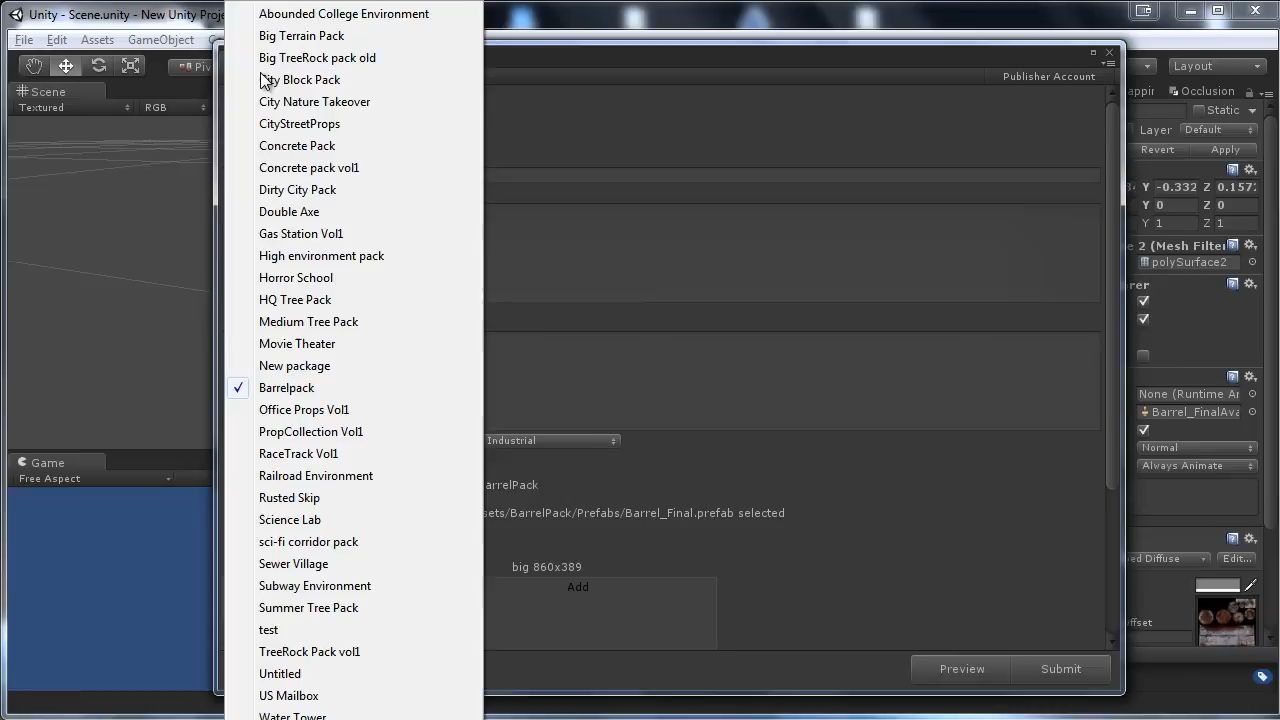 Unity - Scene.unity - New Unity Proj
File Edit Assets GameObject
Textured RGB
Scene
Game
Free Aspect
Abounded College Environment
Big Terrain Pack
Big TreeRock pack old
City Block Pack
City Nature Takeover
CityStreetProps
Concrete Pack
Concrete pack vol1
Dirty City Pack
Double Axe
Gas Station Vol1
High environment pack
Horror School
HQ Tree Pack
Medium Tree Pack
Movie Theater
New package
Barrelpack
Office Props Vol1
PropCollection Vol1
RaceTrack Vol1
Railroad Environment
Rusted Skip
Science Lab
sci-fi corridor pack
Sewer Village
Subway Environment
Summer Tree Pack
test
TreeRock Pack vol1
Untitled
US Mailbox
Water Tower
Publisher Account
Industrial
arrelPack
sets/BarrelPack/Prefabs/Barrel_Final.prefab selected
big 860x389
Add
Preview Submit
Layout
appir Occlusion
Static
Layer Default
Revert Apply
Y -0.332 Z 0.1572
Y 0 Z 0
Y 1 Z 1
e 2 (Mesh Filter
polySurface2
rer
None (Runtime Ar
Barrel_FinalAva
Normal
Always Animate
ed Diffuse Edit...
ffset